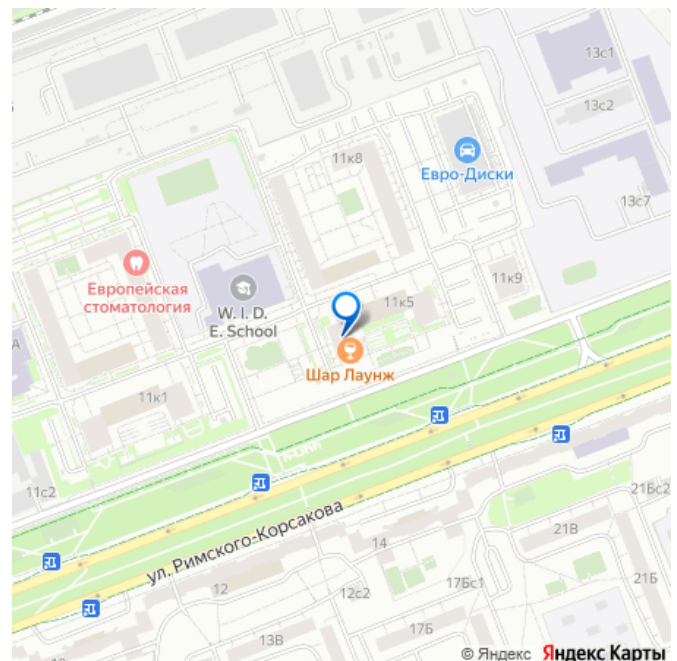 13с1
13с2
11к8
Евро-Диски
13с7
Европейская
стоматология
W. I. D.
E. School
11к9
11к5
Шар Лаунж
11к1
11с2
ул. Римского-Корсакова
14
12
12с2
13В
17Б
17Бс1
21В
21Бс2
21Б
© Яндекс Яндекс Карты